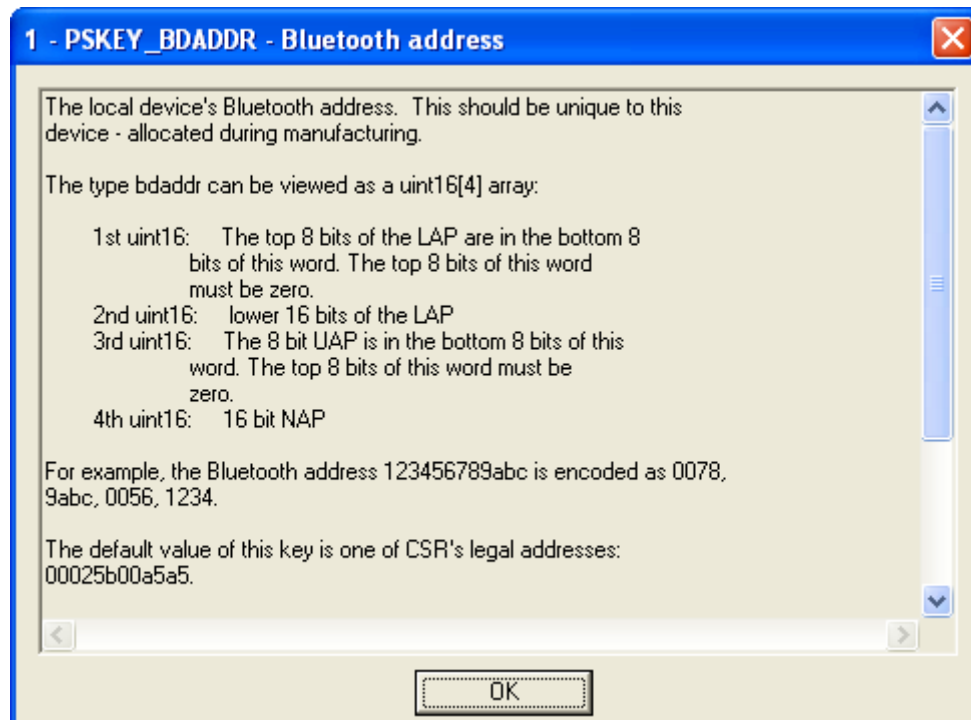 1 - PSKEY_BDADDR - Bluetooth address
The local device's Bluetooth address.  This should be unique to this
device - allocated during manufacturing.
The type bdaddr can be viewed as a uint16[4] array:
1st uint16:    The top 8 bits of the LAP are in the bottom 8
bits of this word. The top 8 bits of this word
must be zero.
2nd uint16:    lower 16 bits of the LAP
3rd uint16:    The 8 bit UAP is in the bottom 8 bits of this
word. The top 8 bits of this word must be
zero.
4th uint16:    16 bit NAP
For example, the Bluetooth address 123456789abc is encoded as 0078,
9abc, 0056, 1234.
The default value of this key is one of CSR's legal addresses:
00025b00a5a5.
OK